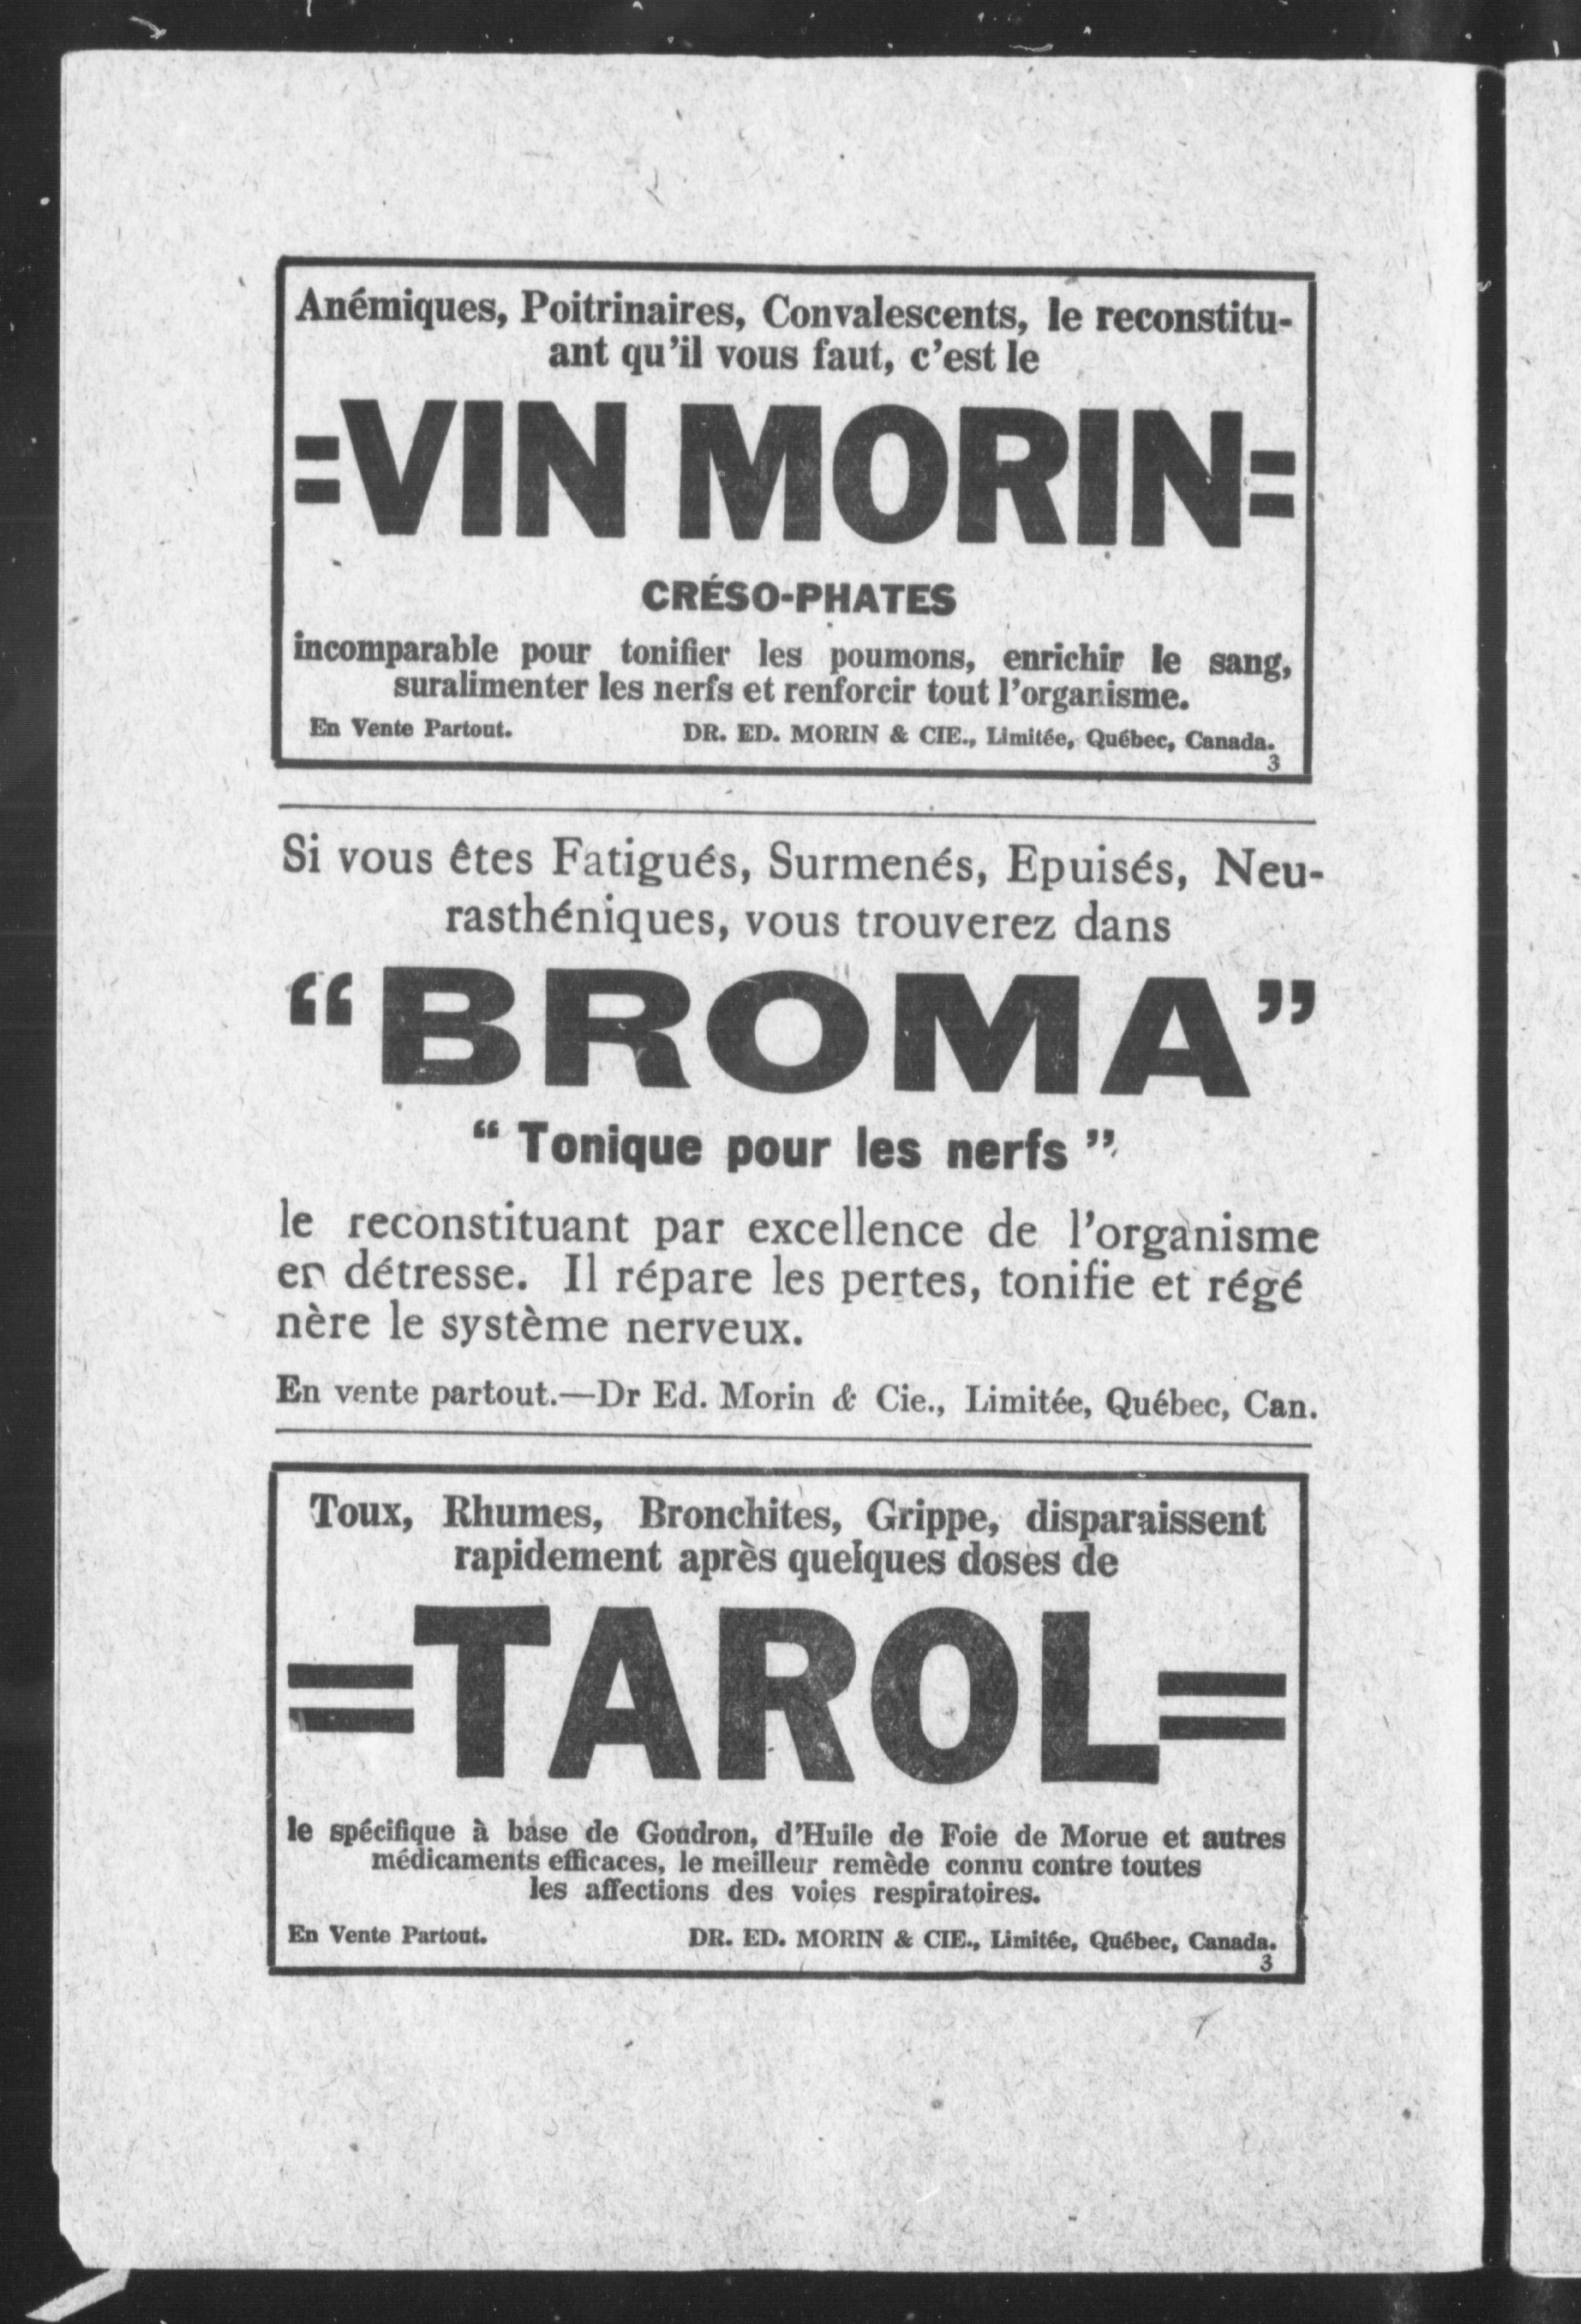 Anémiques, Poitrinaires, Convalescents, le reconstitu-
ant qu'il vous faut, c'est le
=VIN MORIN=
CRÉSO-PHATES
incomparable pour tonifier les poumons, enrichir le sang,
suralimenter les nerfs et renforcir tout l'organisme.
En Vente Partout. DR. ED. MORIN & CIE., Limitée, Québec, Canada.
3
Si vous êtes Fatigués, Surmenés, Epuisés, Neu-
rasthéniques, vous trouverez dans
“BROMA”
“ Tonique pour les nerfs ”
le reconstituant par excellence de l'organisme
en détresse. Il répare les pertes, tonifie et régé
nère le système nerveux.
En vente partout.—Dr Ed. Morin & Cie., Limitée, Québec, Can.
Toux, Rhumes, Bronchites, Grippe, disparaissent
rapidement après quelques doses de
=TAROL=
le spécifique à base de Goudron, d'Huile de Foie de Morue et autres
médicaments efficaces, le meilleur remède connu contre toutes
les affections des voies respiratoires.
En Vente Partout. DR. ED. MORIN & CIE., Limitée, Québec, Canada.
3